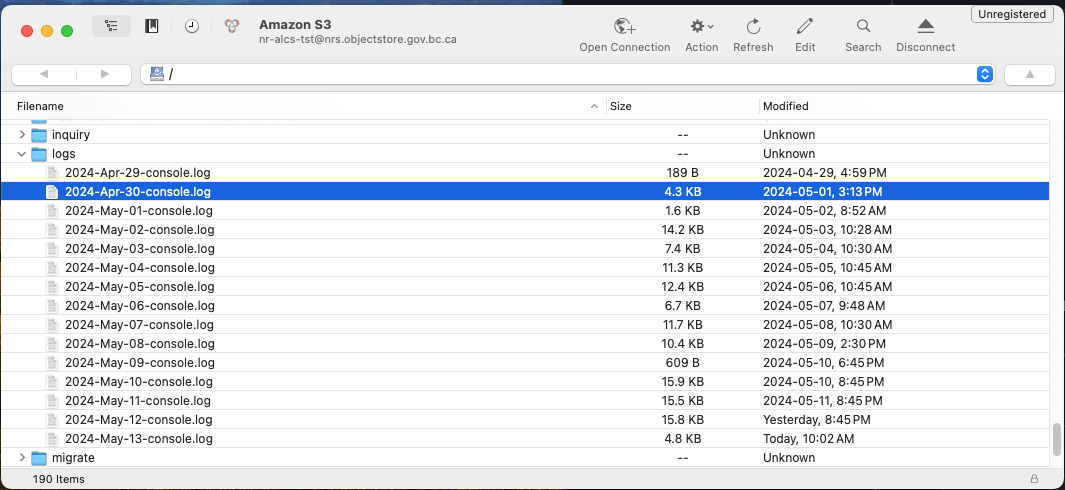 Unregistered
Amazon S3
nr-alcs-tst@nrs.objectstore.gov.bc.ca
Open Connection Action Refresh Edit Search Disconnect
/
Filename Size Modified
inquiry -- Unknown
logs -- Unknown
2024-Apr-29-console.log 189 B 2024-04-29, 4:59 PM
2024-Apr-30-console.log 4.3 KB 2024-05-01, 3:13 PM
2024-May-01-console.log 1.6 KB 2024-05-02, 8:52 AM
2024-May-02-console.log 14.2 KB 2024-05-03, 10:28 AM
2024-May-03-console.log 7.4 KB 2024-05-04, 10:30 AM
2024-May-04-console.log 11.3 KB 2024-05-05, 10:45 AM
2024-May-05-console.log 12.4 KB 2024-05-06, 10:45 AM
2024-May-06-console.log 6.7 KB 2024-05-07, 9:48 AM
2024-May-07-console.log 11.7 KB 2024-05-08, 10:30 AM
2024-May-08-console.log 10.4 KB 2024-05-09, 2:30 PM
2024-May-09-console.log 609 B 2024-05-10, 6:45 PM
2024-May-10-console.log 15.9 KB 2024-05-10, 8:45 PM
2024-May-11-console.log 15.5 KB 2024-05-11, 8:45 PM
2024-May-12-console.log 15.8 KB Yesterday, 8:45 PM
2024-May-13-console.log 4.8 KB Today, 10:02 AM
migrate -- Unknown
190 Items